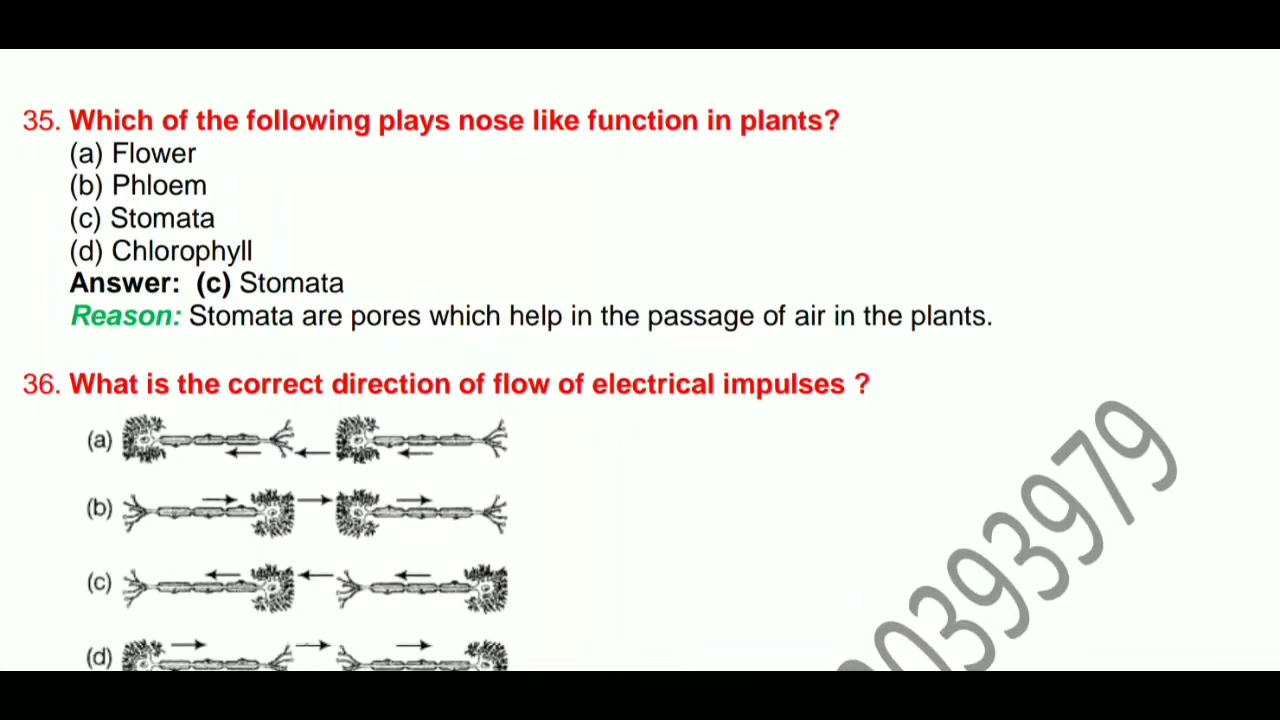 35. Which of the following plays nose like function in plants?
(a) Flower
(b) Phloem
(c) Stomata
(d) Chlorophyll
Answer: (c) Stomata
Reason: Stomata are pores which help in the passage of air in the plants.
36. What is the correct direction of flow of electrical impulses ?
(a)
(b)
(c)
(d)
0393979